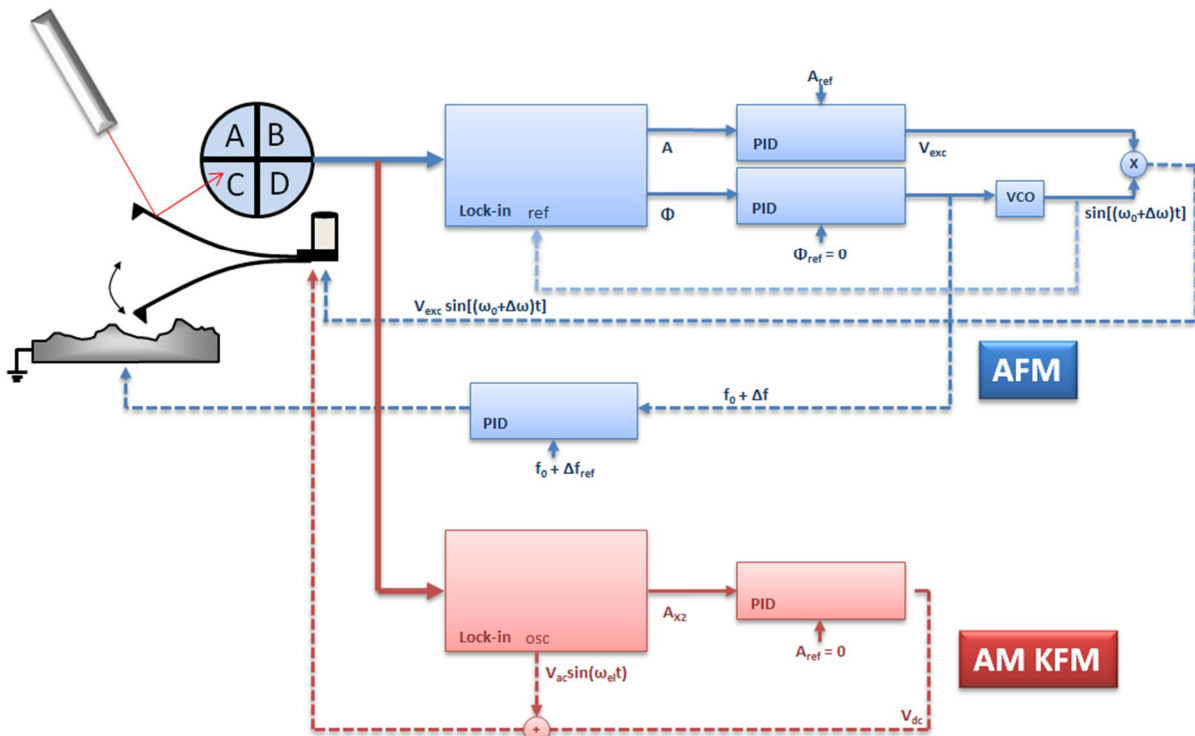 A B
C D
A_ref
PID
A
V_exc
X
Lock-in ref
Φ
PID
VCO
sin[(ω₀+Δω)t]
Φ_ref = 0
V_exc sin[(ω₀+Δω)t]
AFM
f₀ + Δf
PID
f₀ + Δf_ref
Lock-in osc
A_X2
PID
A_ref = 0
AM KFM
V_ac sin(ω_el t)
V_dc
+